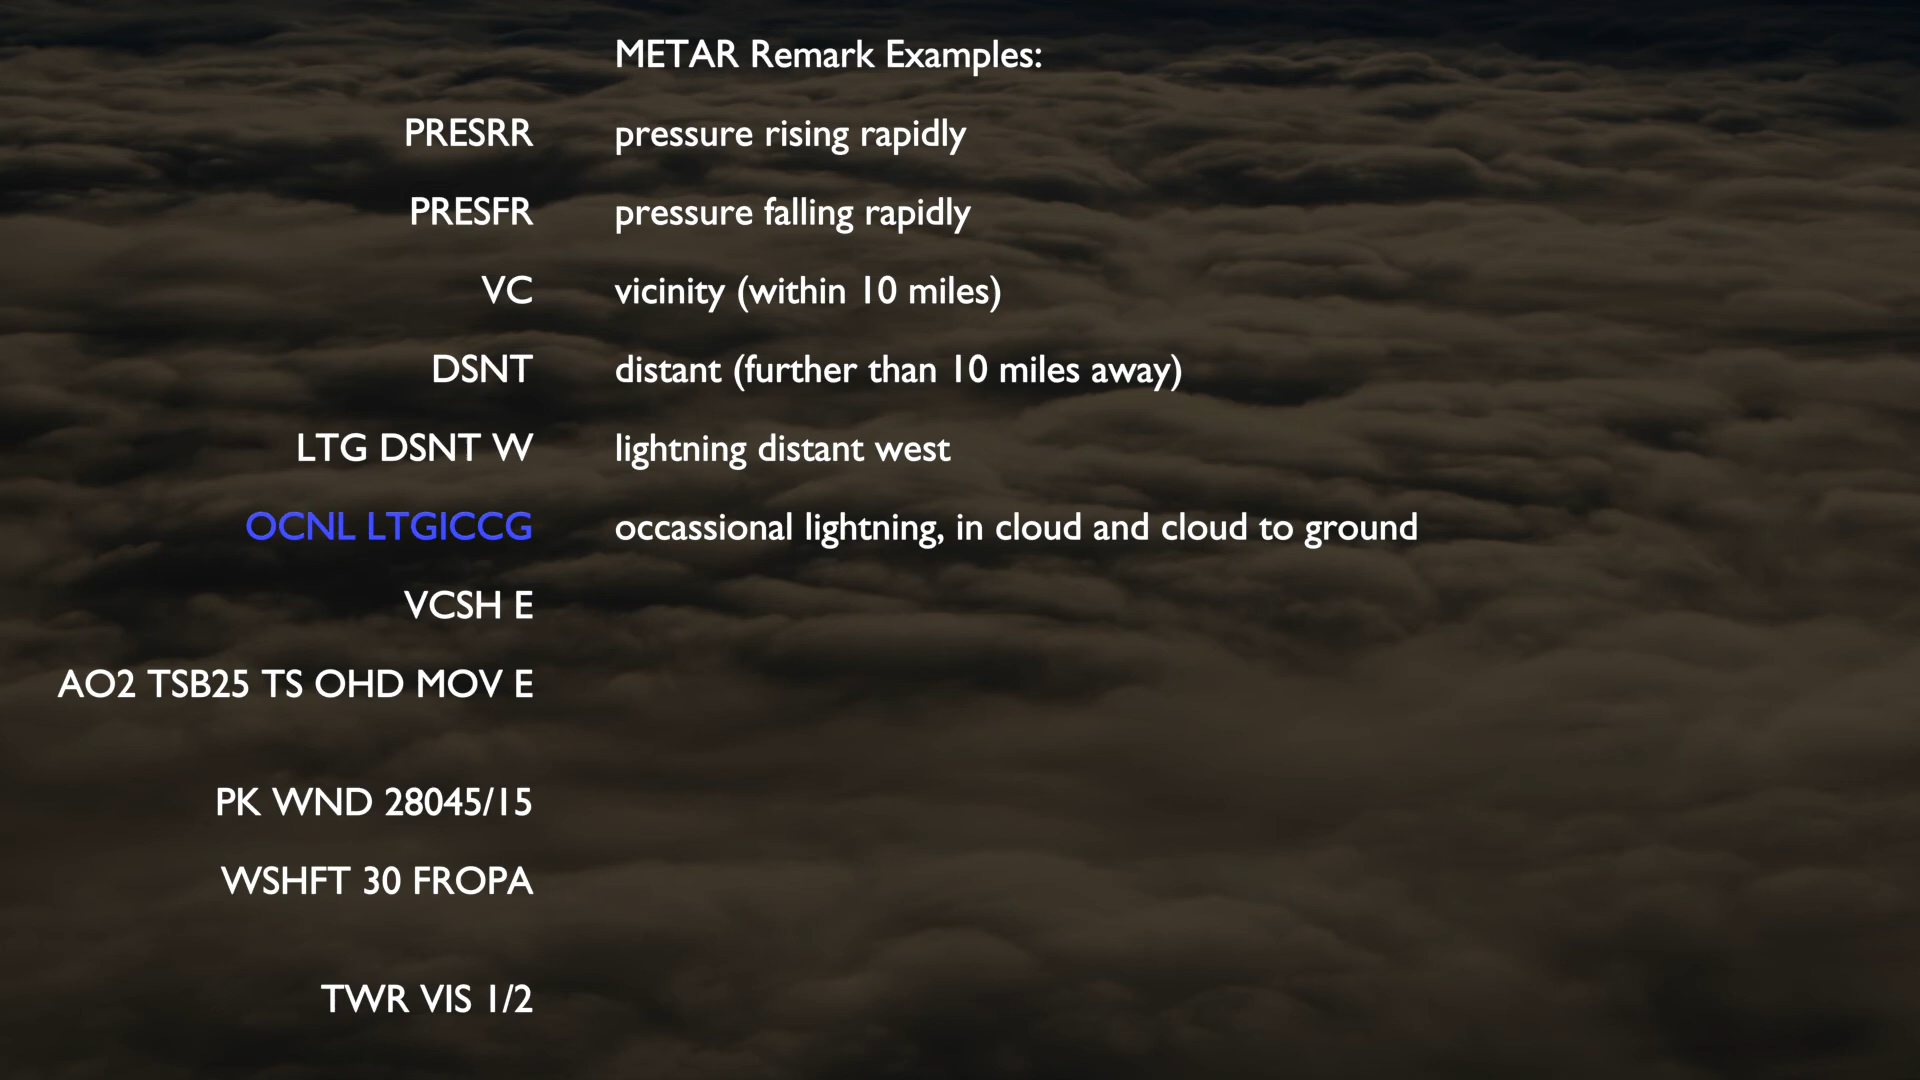 METAR Remark Examples:
PRESRR pressure rising rapidly
PRESFR pressure falling rapidly
VC vicinity (within 10 miles)
DSNT distant (further than 10 miles away)
LTG DSNT W lightning distant west
OCNL LTGICCG occassional lightning, in cloud and cloud to ground
VCSH E
AO2 TSB25 TS OHD MOV E
PK WND 28045/15
WSHFT 30 FROPA
TWR VIS 1/2